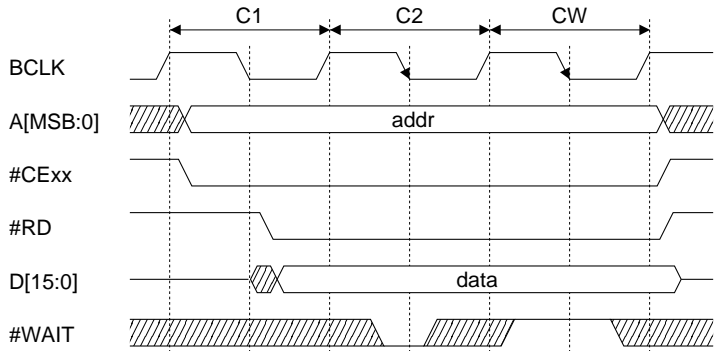 C1 C2 CW
BCLK
A[MSB:0] addr
#CExx
#RD
D[15:0] data
#WAIT